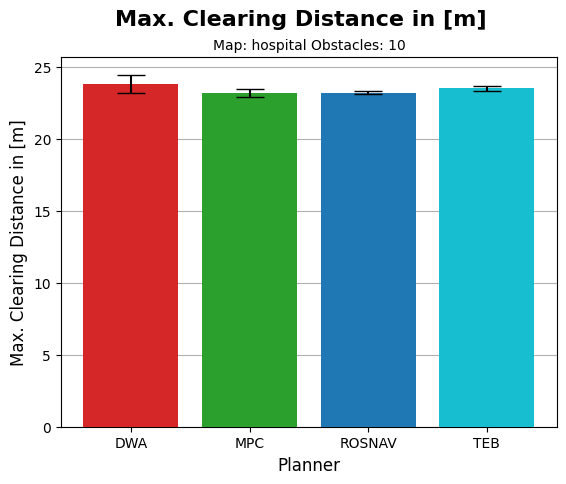 Max. Clearing Distance in [m]
Map: hospital Obstacles: 10
Max. Clearing Distance in [m]
25
20
15
10
5
0
DWA MPC ROSNAV TEB
Planner